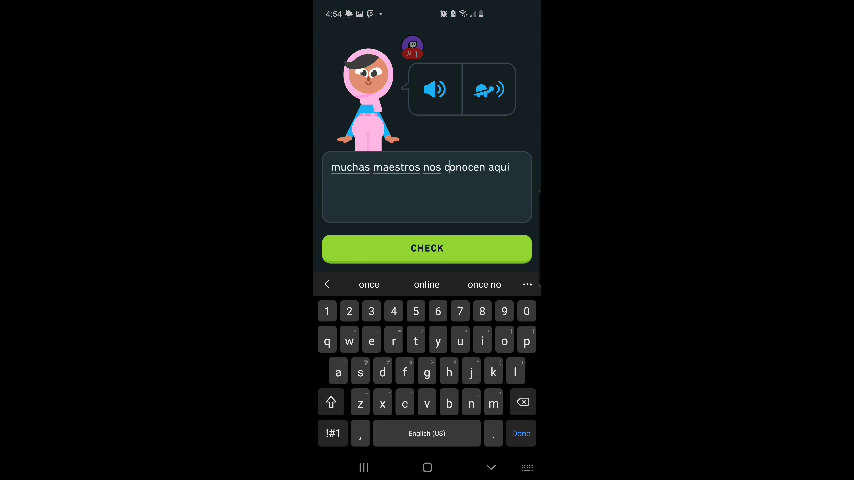 4:54
muchas maestros nos conocen aqui
CHECK
once online once no
1 2 3 4 5 6 7 8 9 0
q w e r t y u i o p
a s d f g h j k l
z x c v b n m
!#1 , English (US) . Done